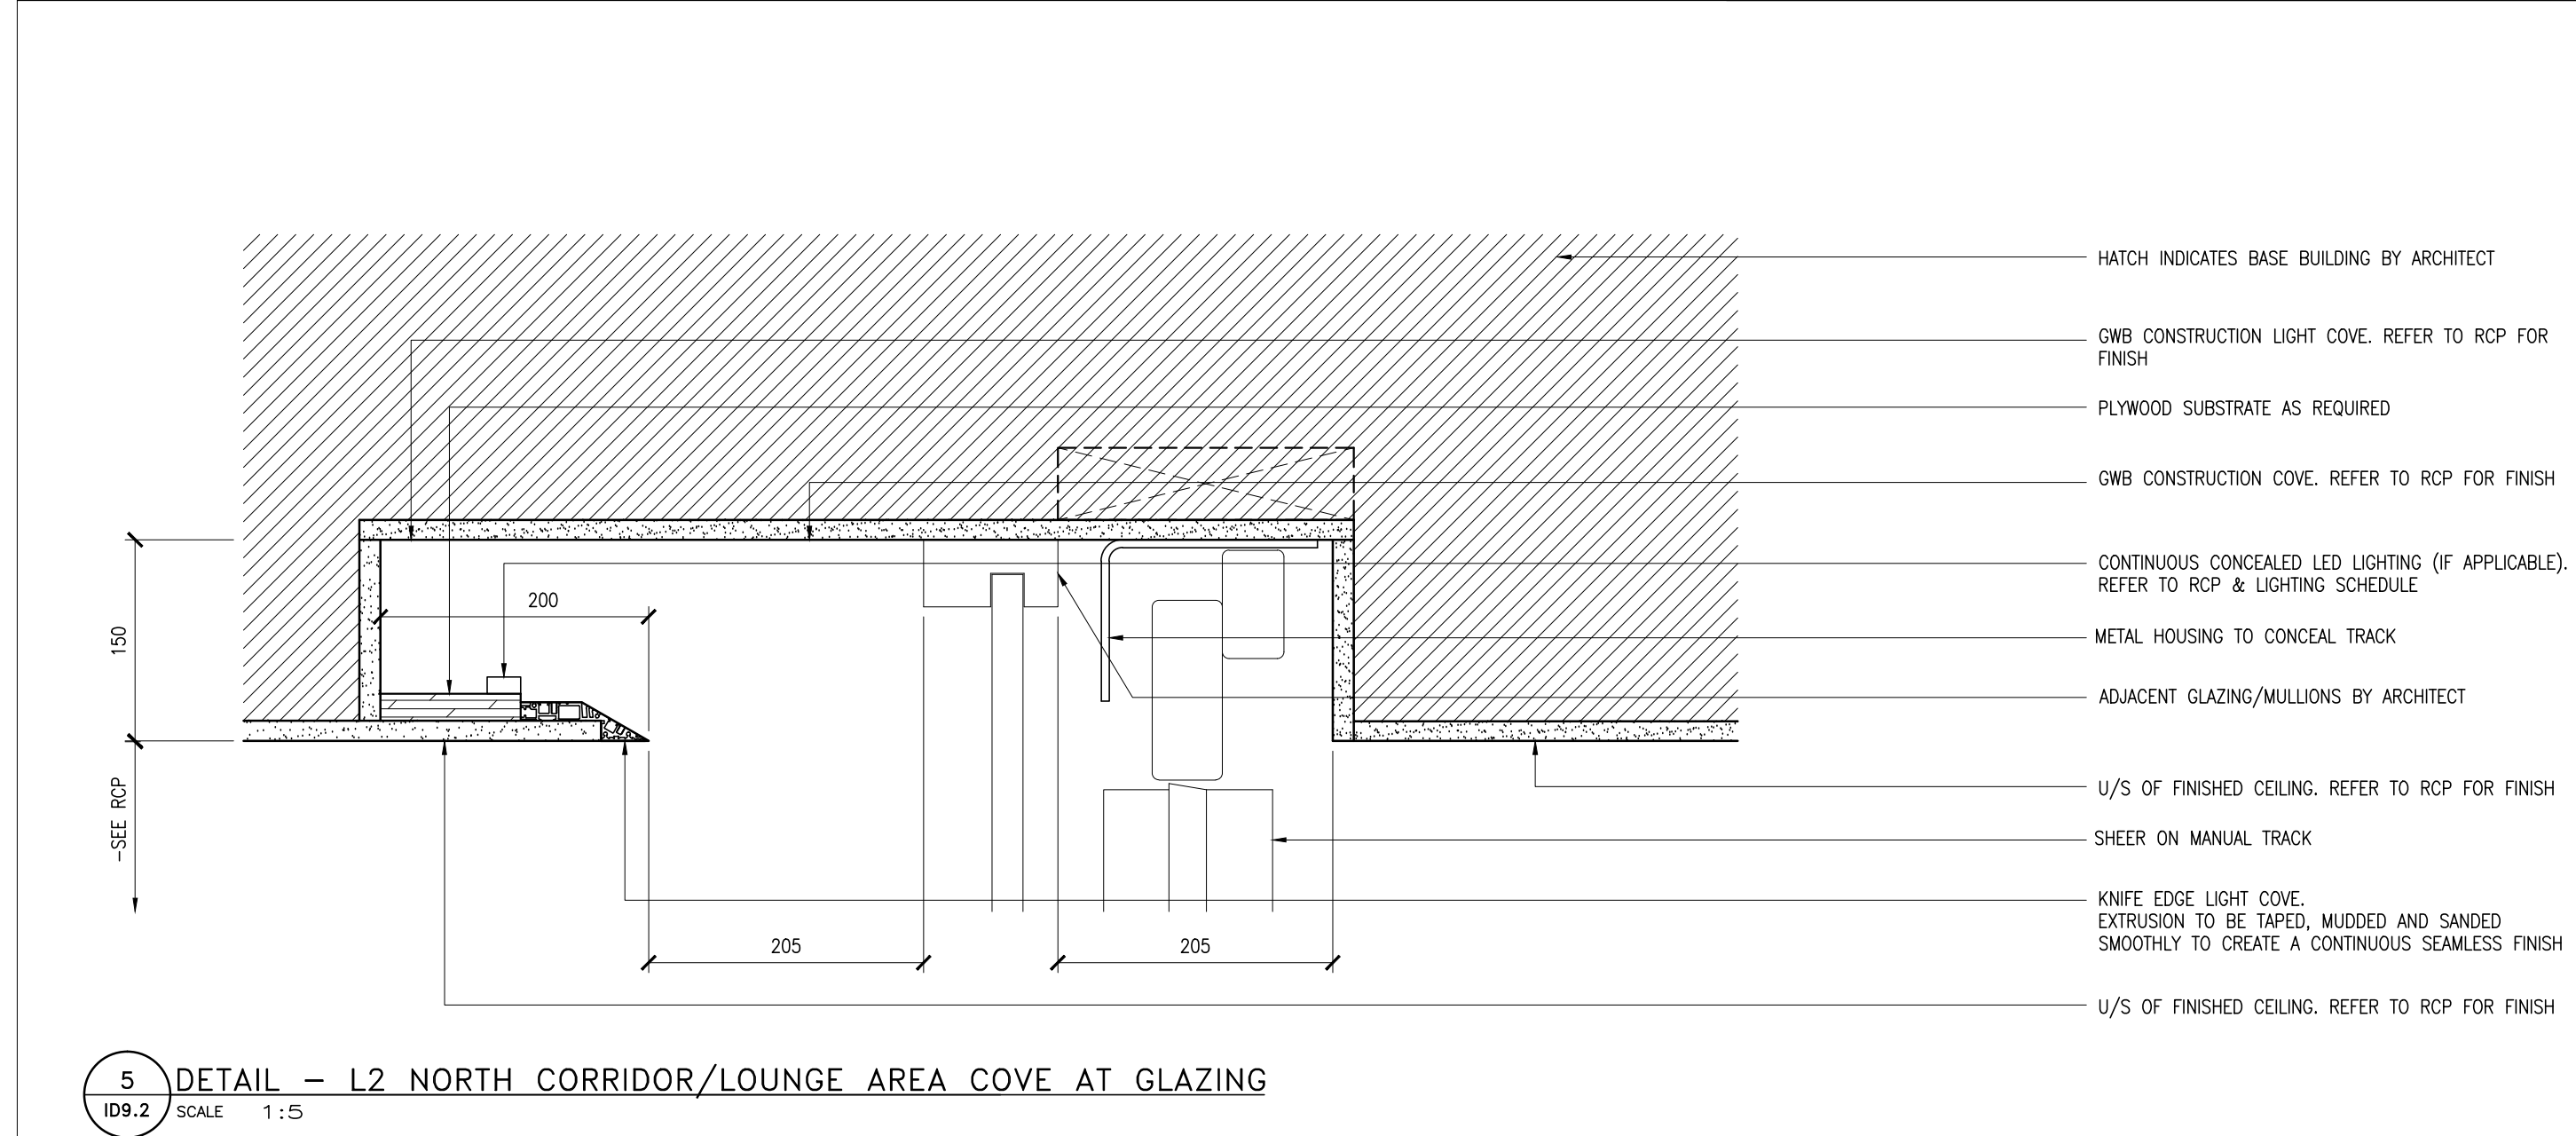 HATCH INDICATES BASE BUILDING BY ARCHITECT
GWB CONSTRUCTION LIGHT COVE. REFER TO RCP FOR
FINISH
PLYWOOD SUBSTRATE AS REQUIRED
GWB CONSTRUCTION COVE. REFER TO RCP FOR FINISH
CONTINUOUS CONCEALED LED LIGHTING (IF APPLICABLE).
REFER TO RCP & LIGHTING SCHEDULE
METAL HOUSING TO CONCEAL TRACK
ADJACENT GLAZING/MULLIONS BY ARCHITECT
U/S OF FINISHED CEILING. REFER TO RCP FOR FINISH
SHEER ON MANUAL TRACK
KNIFE EDGE LIGHT COVE.
EXTRUSION TO BE TAPED, MUDDED AND SANDED
SMOOTHLY TO CREATE A CONTINUOUS SEAMLESS FINISH
U/S OF FINISHED CEILING. REFER TO RCP FOR FINISH
200
150
-SEE RCP
205
205
5
ID9.2
DETAIL - L2 NORTH CORRIDOR/LOUNGE AREA COVE AT GLAZING
SCALE 1:5